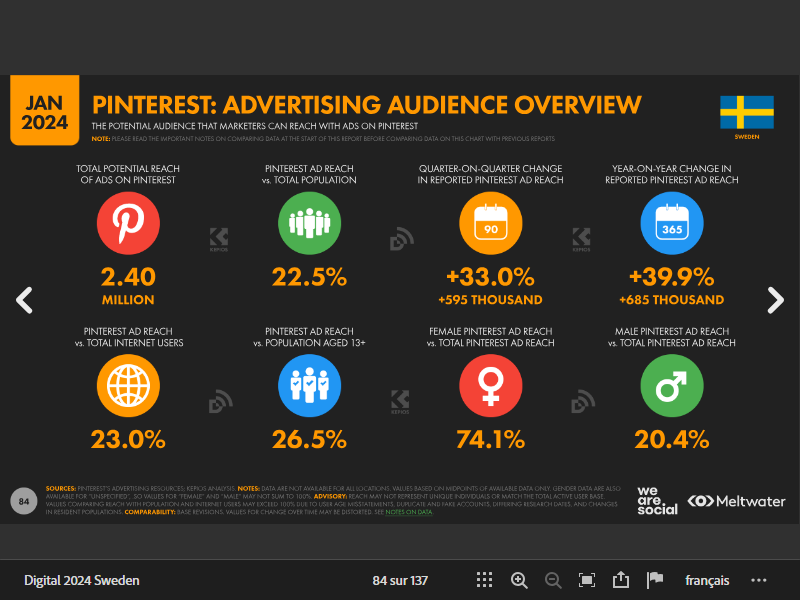 JAN
2024
PINTEREST: ADVERTISING AUDIENCE OVERVIEW
THE POTENTIAL AUDIENCE THAT MARKETERS CAN REACH WITH ADS ON PINTEREST
NOTE: PLEASE READ THE IMPORTANT NOTES ON COMPARING DATA AT THE START OF THIS REPORT BEFORE COMPARING DATA ON THIS CHART WITH PREVIOUS REPORTS
SWEDEN
TOTAL POTENTIAL REACH
OF ADS ON PINTEREST
PINTEREST AD REACH
vs. TOTAL POPULATION
QUARTER-ON-QUARTER CHANGE
IN REPORTED PINTEREST AD REACH
YEAR-ON-YEAR CHANGE IN
REPORTED PINTEREST AD REACH
90
365
KEPIOS
KEPIOS
2.40
MILLION
22.5%
+33.0%
+595 THOUSAND
+39.9%
+685 THOUSAND
PINTEREST AD REACH
vs. TOTAL INTERNET USERS
PINTEREST AD REACH
vs. POPULATION AGED 13+
FEMALE PINTEREST AD REACH
vs. TOTAL PINTEREST AD REACH
MALE PINTEREST AD REACH
vs. TOTAL PINTEREST AD REACH
KEPIOS
23.0%
26.5%
74.1%
20.4%
84
SOURCES: PINTEREST'S ADVERTISING RESOURCES; KEPIOS ANALYSIS. NOTES: DATA ARE NOT AVAILABLE FOR ALL LOCATIONS. VALUES BASED ON MIDPOINTS OF AVAILABLE DATA ONLY. GENDER DATA ARE ALSO
AVAILABLE FOR "UNSPECIFIED", SO VALUES FOR "FEMALE" AND "MALE" MAY NOT SUM TO 100%. ADVISORY: REACH MAY NOT REPRESENT UNIQUE INDIVIDUALS OR MATCH THE TOTAL ACTIVE USER BASE.
VALUES COMPARING REACH WITH POPULATION AND INTERNET USERS MAY EXCEED 100% DUE TO USER AGE MISSTATEMENTS, DUPLICATE AND FAKE ACCOUNTS, DIFFERING RESEARCH DATES, AND CHANGES
IN RESIDENT POPULATIONS. COMPARABILITY: BASE REVISIONS. VALUES FOR CHANGE OVER TIME MAY BE DISTORTED. SEE NOTES ON DATA.
we
are.
social
Meltwater
Digital 2024 Sweden
84 sur 137
français